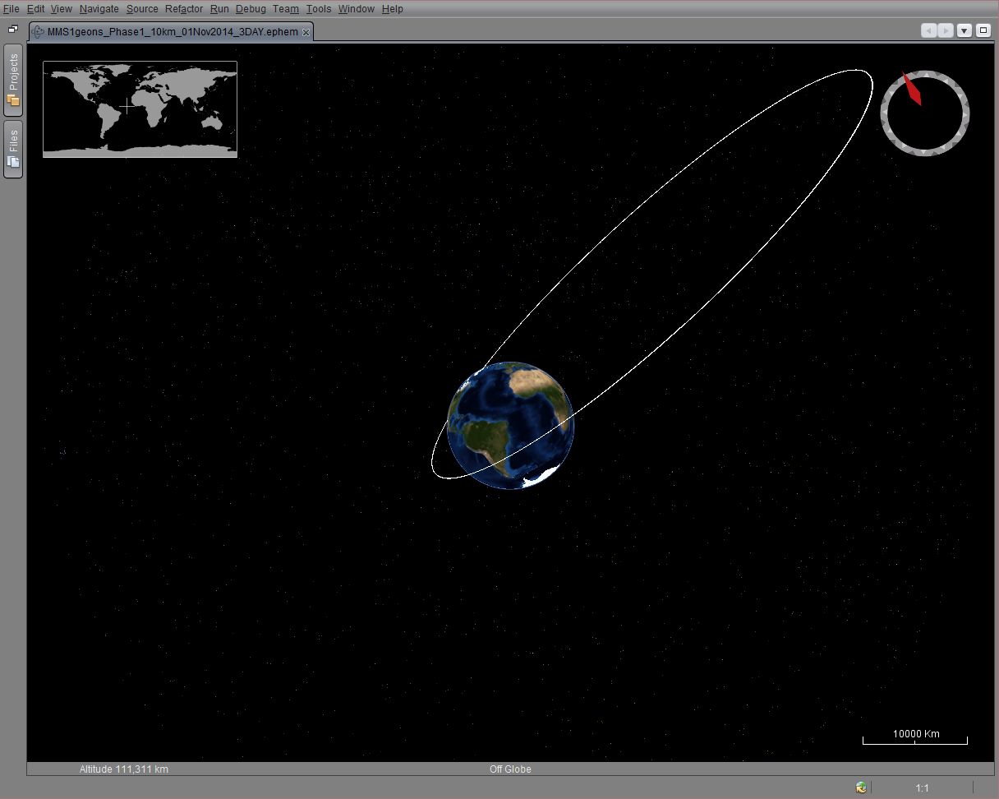 File Edit View Navigate Source Refactor Run Debug Team Tools Window Help
MMS1geons_Phase1_10km_01Nov2014_3DAY.ephem
Projects
Files
10000 Km
Altitude 111,311 km Off Globe
1:1